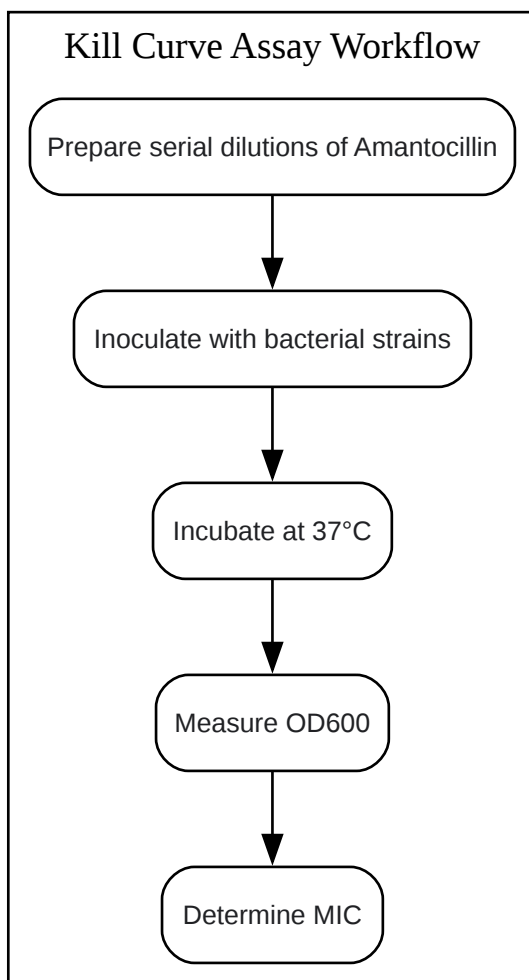 Kill Curve Assay Workflow
Prepare serial dilutions of Amantocillin
Inoculate with bacterial strains
Incubate at 37°C
Measure OD600
Determine MIC